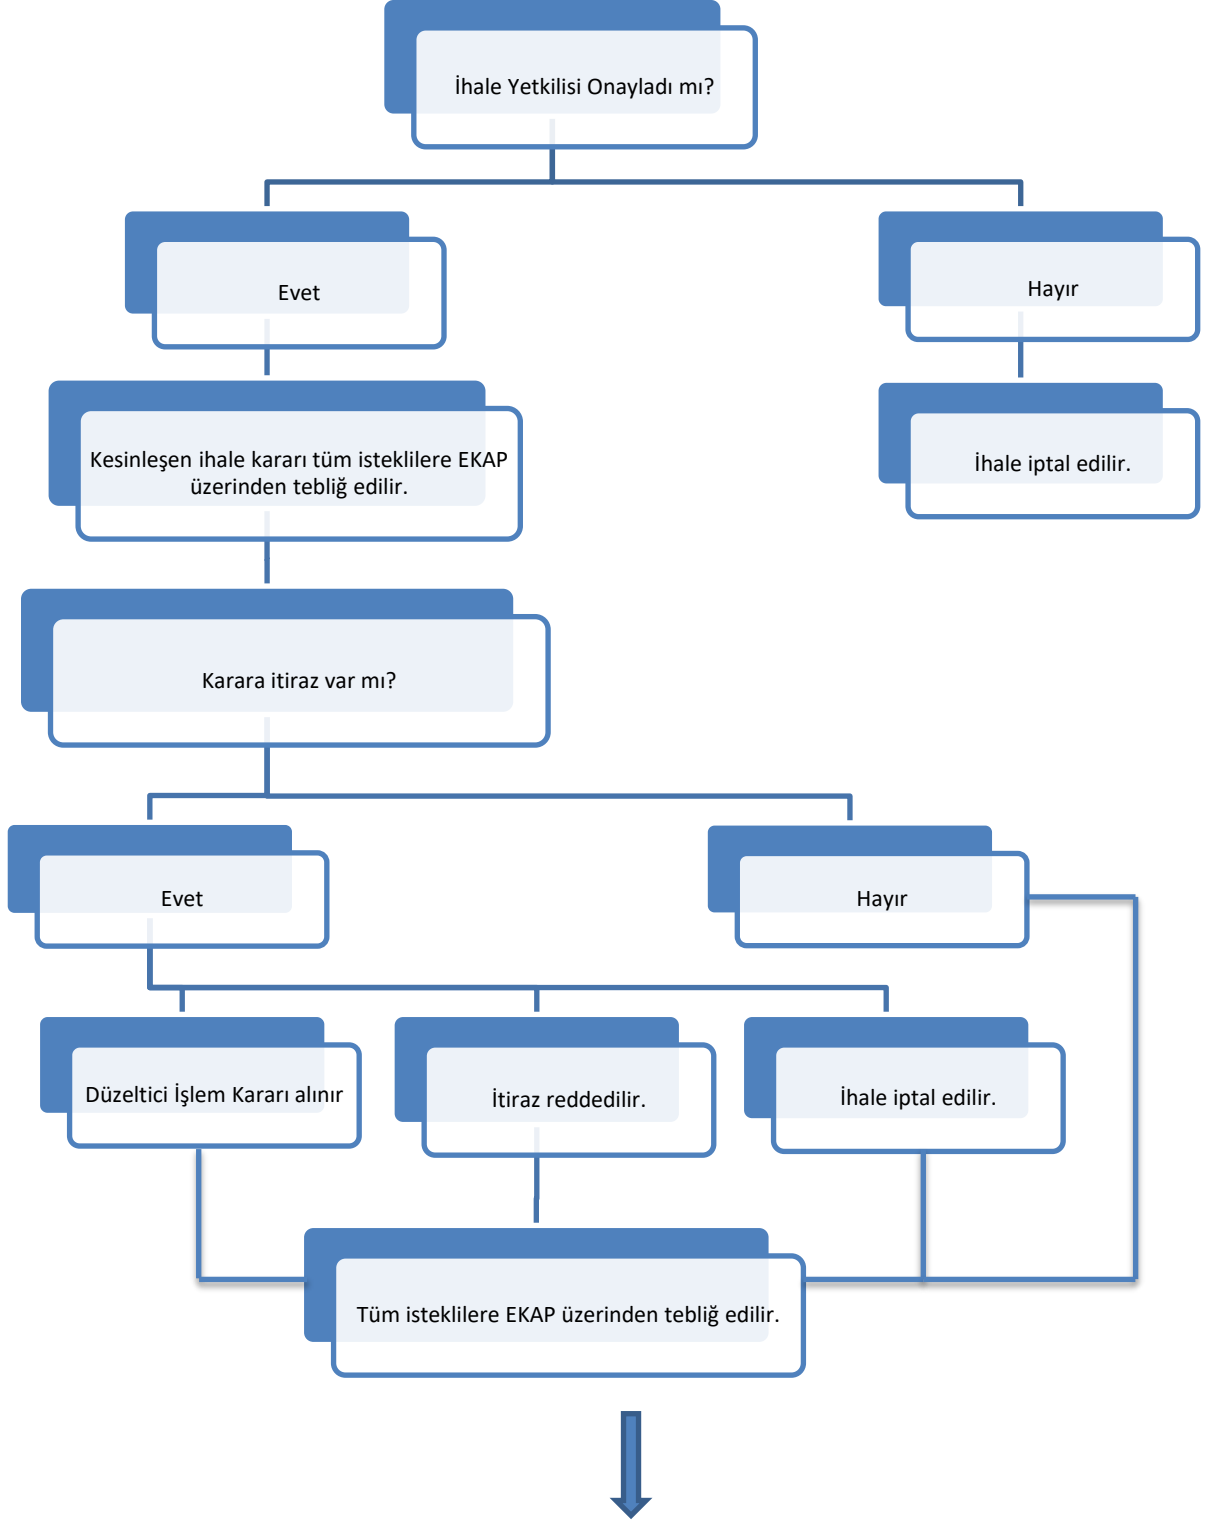 İhale Yetkilisi Onayladı mı?
Evet
Hayır
Kesinleşen ihale kararı tüm isteklilere EKAP
üzerinden tebliğ edilir.
İhale iptal edilir.
Karara itiraz var mı?
Evet
Hayır
Düzeltici İşlem Kararı alınır
İtiraz reddedilir.
İhale iptal edilir.
Tüm isteklilere EKAP üzerinden tebliğ edilir.